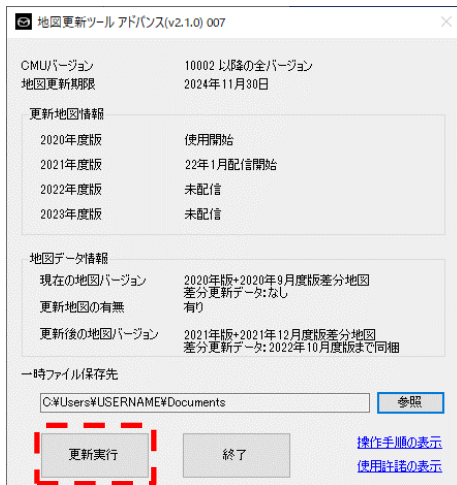 地図更新ツール アドバンス(v2.1.0) 007
CMUバージョン 10002 以降の全バージョン
地図更新期限 2024年11月30日
更新地図情報
2020年度版 使用開始
2021年度版 22年1月配信開始
2022年度版 未配信
2023年度版 未配信
地図データ情報
現在の地図バージョン 2020年版+2020年9月度版差分地図
差分更新データ:なし
更新地図の有無 有り
更新後の地図バージョン 2021年版+2021年12月度版差分地図
差分更新データ:2022年10月度版まで同梱
一時ファイル保存先
C:¥Users¥USERNAME¥Documents 参照
更新実行 終了 操作手順の表示
使用許諾の表示